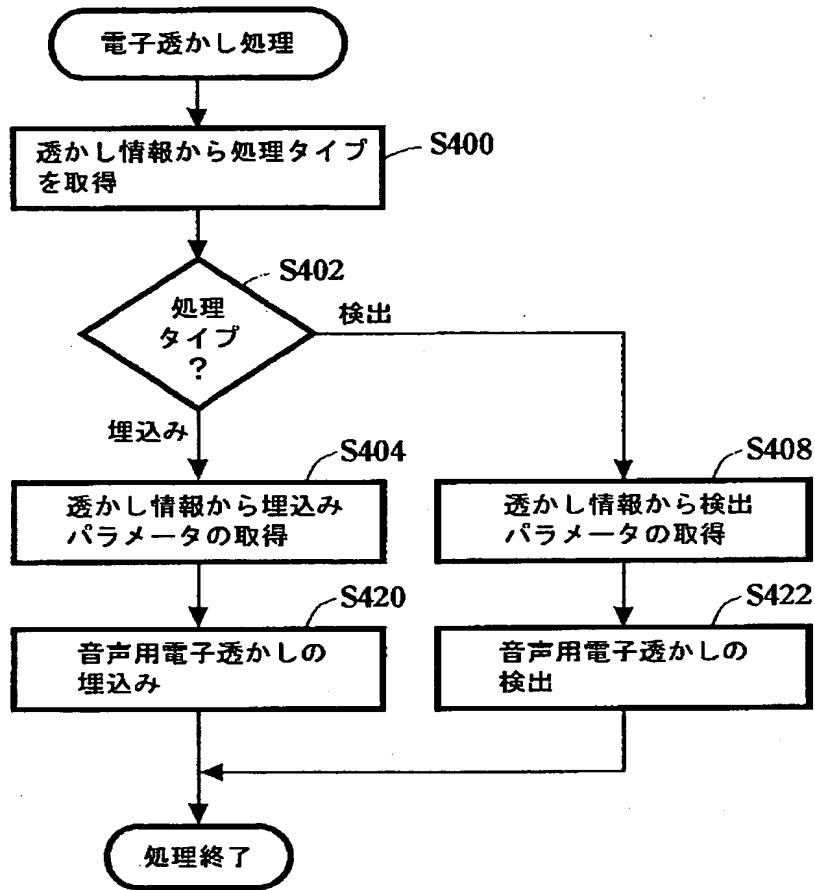 電子透かし処理
透かし情報から処理タイプ
を取得
S400
S402
処理
タイプ
?
検出
埋込み
S404
透かし情報から埋込み
パラメータの取得
S408
透かし情報から検出
パラメータの取得
S420
音声用電子透かしの
埋込み
S422
音声用電子透かしの
検出
処理終了